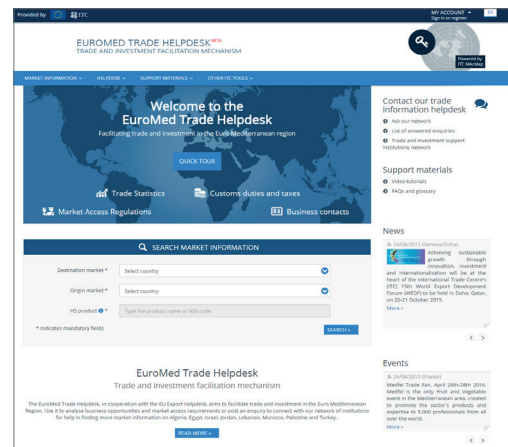 Provided by ITC
MY ACCOUNT
Sign in or register
EN
EUROMED TRADE HELPDESK BETA
TRADE AND INVESTMENT FACILITATION MECHANISM
Powered by
ITC MAcMap
MARKET INFORMATION HELPDESK SUPPORT MATERIALS OTHER ITC TOOLS
Welcome to the
EuroMed Trade Helpdesk
Facilitating trade and investment in the Euro Mediterranean region
QUICK TOUR
Trade Statistics
Customs duties and taxes
Market Access Regulations
Business contacts
Contact our trade
information helpdesk
Ask our network
List of answered enquiries
Trade and investment support
institutions network
Support materials
Video tutorials
FAQs and glossary
SEARCH MARKET INFORMATION
Destination market *
Select country
Origin market *
Select country
HS product *
Type the product name or HS6 code
* Indicates mandatory fields
SEARCH »
News
24/08/2015 (Geneva/Doha)
Achieving sustainable
growth through
innovation, investment
and internationalization will be at the
heart of the International Trade Centre's
(ITC) 15th World Export Development
Forum (WEDF) to be held in Doha, Qatar,
on 20-21 October 2015.
More »
EuroMed Trade Helpdesk
Trade and investment facilitation mechanism
The EuroMed Trade Helpdesk, in cooperation with the EU Export Helpdesk, aims to facilitate trade and investment in the Euro Mediterranean
Region. Use it to analyse business opportunities and market access requirements or post an enquiry to connect with our network of institutions
for help in finding more market information on Algeria, Egypt, Israel, Jordan, Lebanon, Morocco, Palestine and Turkey.
READ MORE »
Events
24/08/2015 (France)
Medfel Trade Fair, April 26th-28th 2016.
Medfel is the only Fruit and Vegetable
event in the Mediterranean area, created
to promote the sector's products and
expertise to 5,000 professionals from all
over the world.
More »